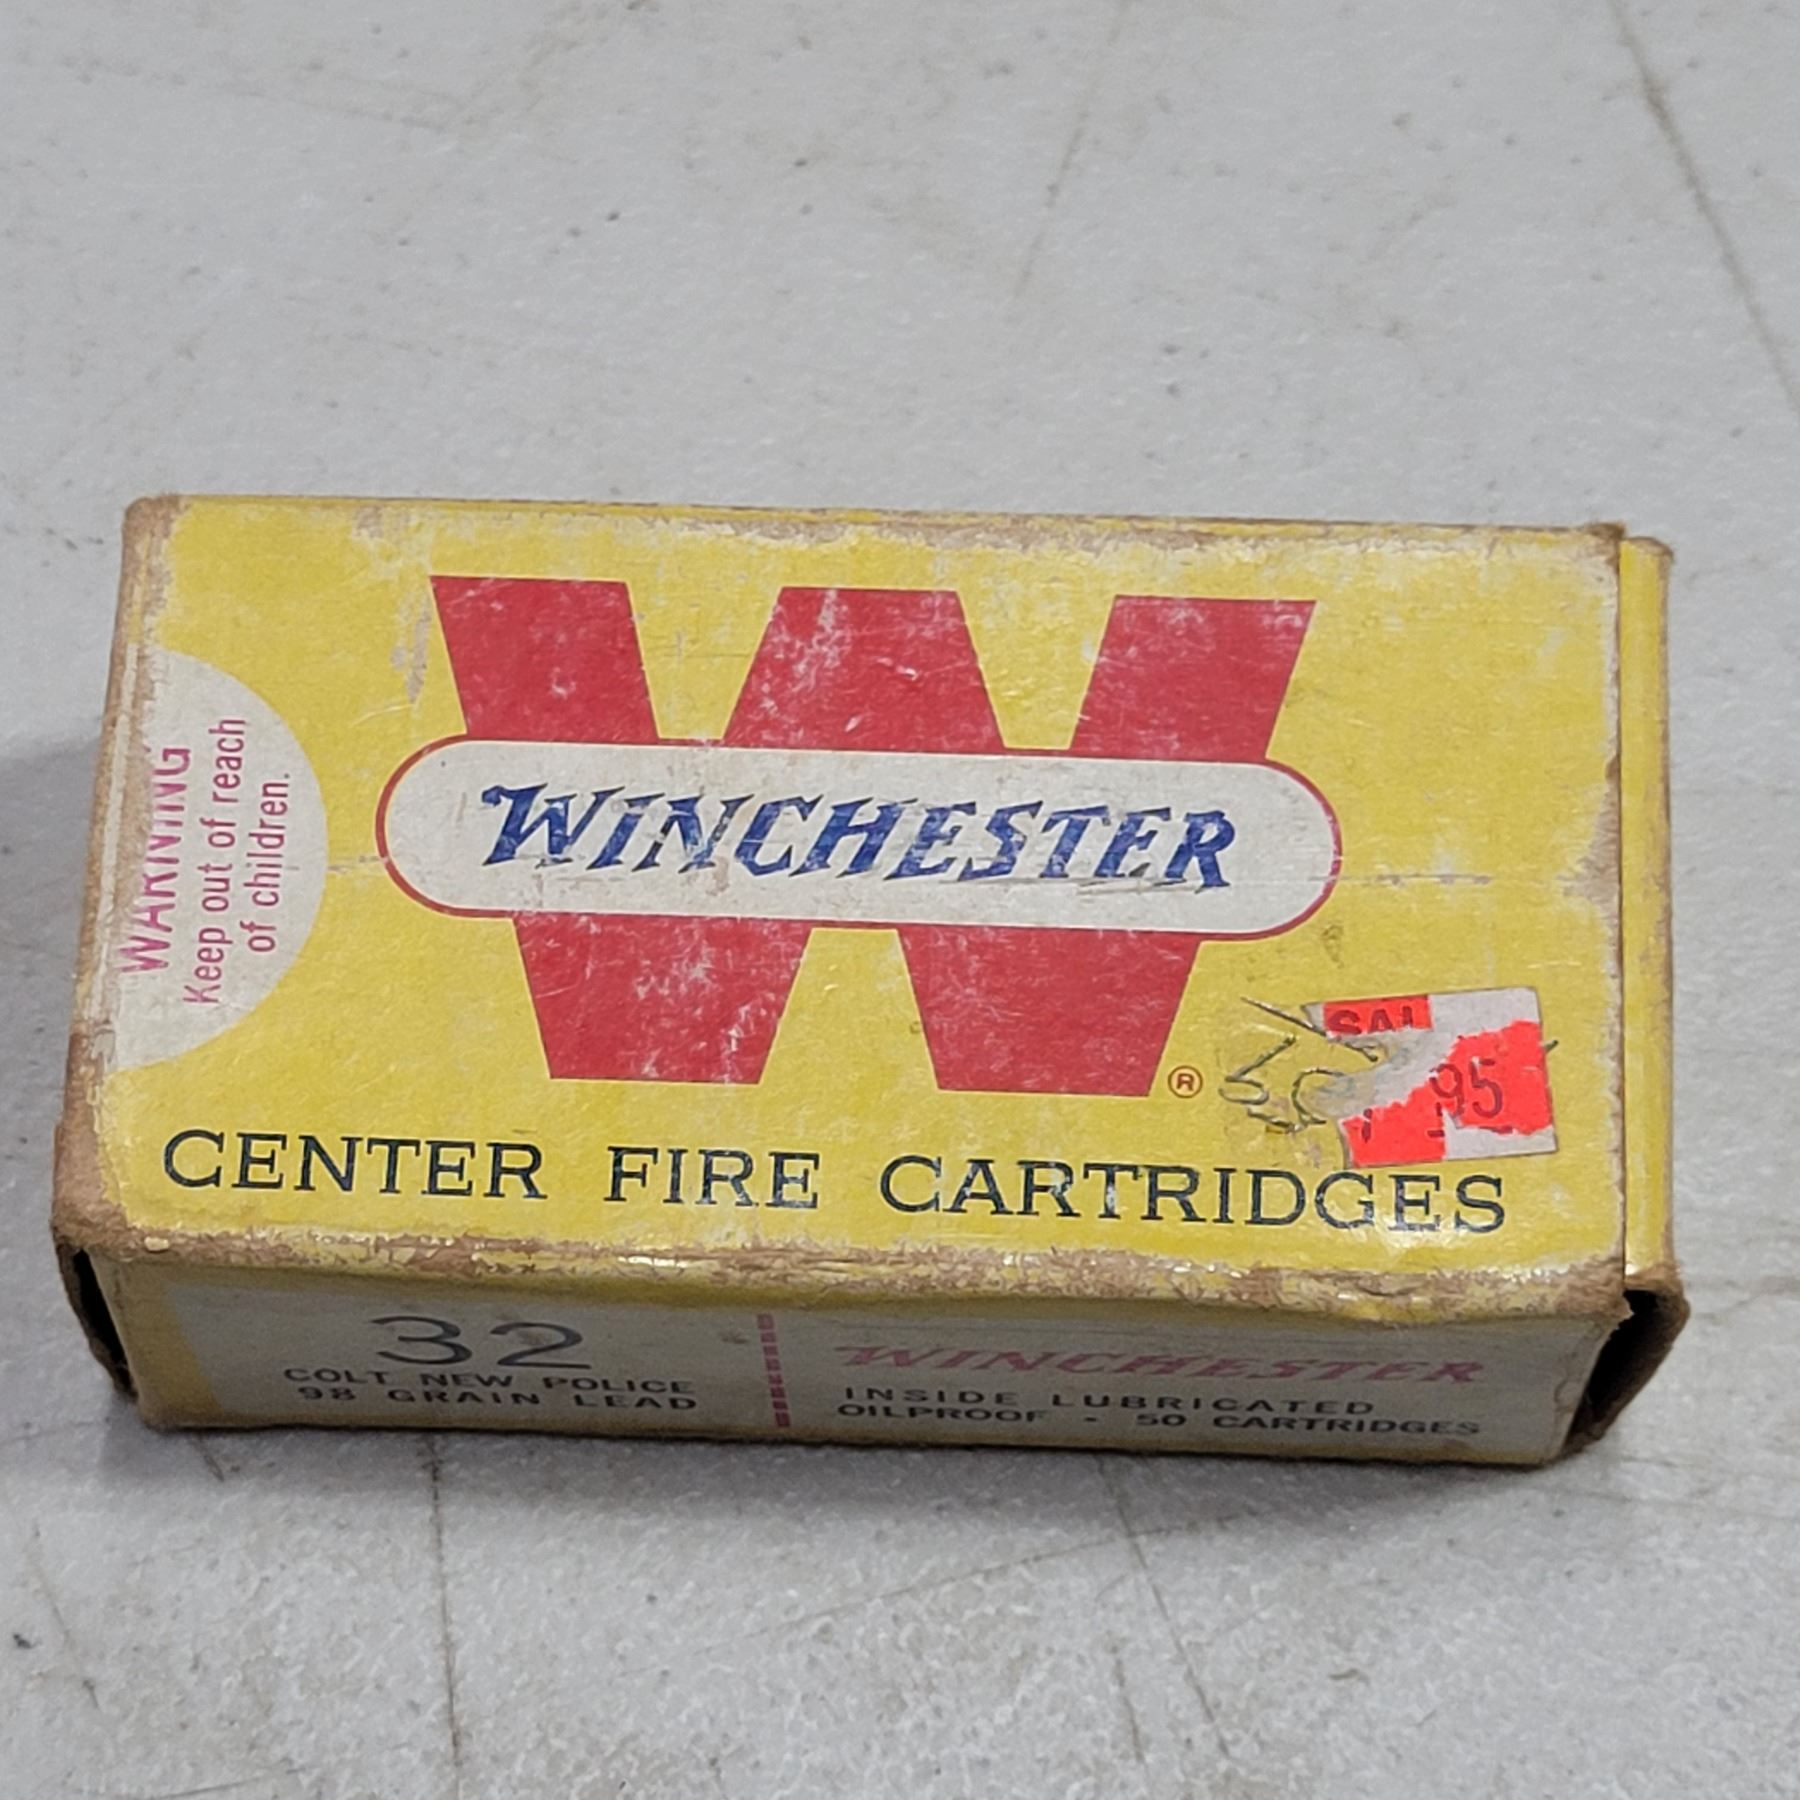 WARNING
Keep out of reach
of children.
WINCHESTER
®
SAL
95
CENTER FIRE CARTRIDGES
32
COLT NEW POLICE
98 GRAIN LEAD
WINCHESTER
INSIDE LUBRICATED
OILPROOF - 50 CARTRIDGES